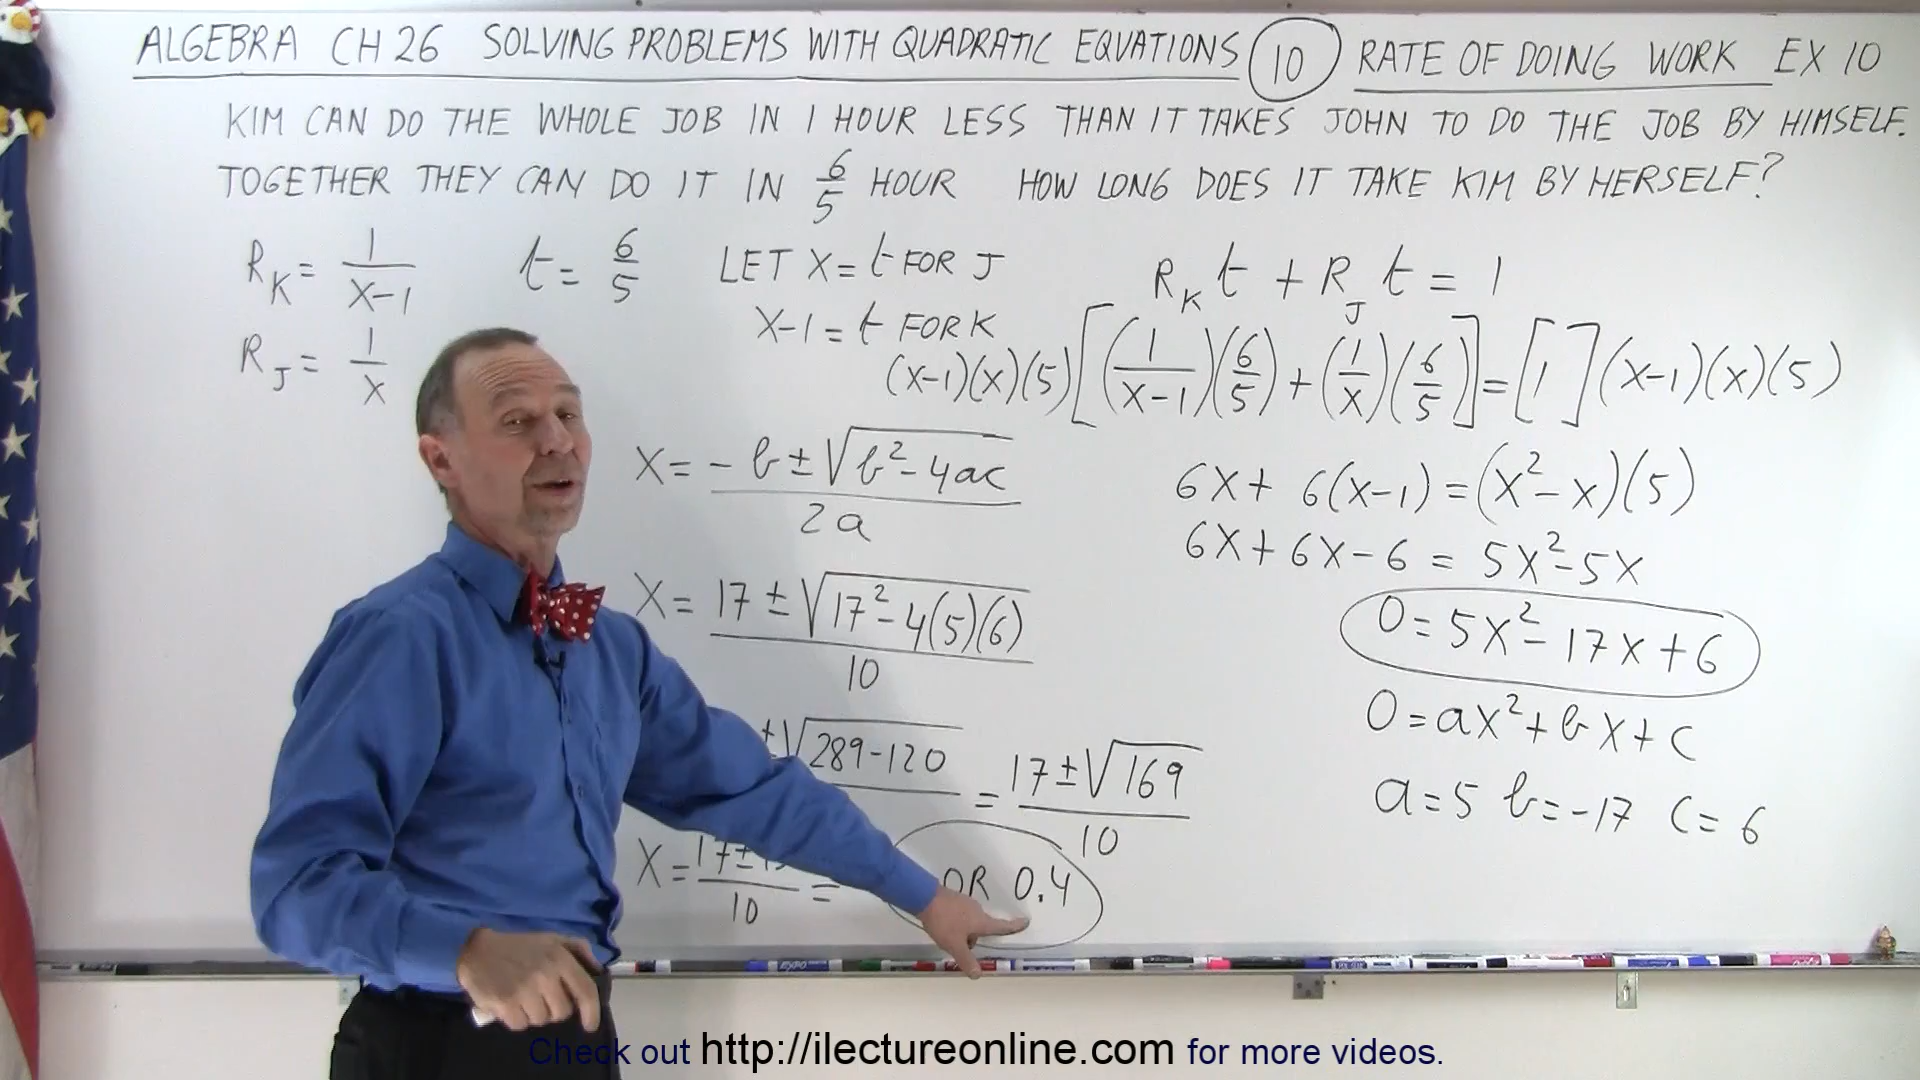 ALGEBRA CH 26 SOLVING PROBLEMS WITH QUADRATIC EQUATIONS 10 RATE OF DOING WORK EX 10
KIM CAN DO THE WHOLE JOB IN 1 HOUR LESS THAN IT TAKES JOHN TO DO THE JOB BY HIMSELF.
TOGETHER THEY CAN DO IT IN 6/5 HOUR HOW LONG DOES IT TAKE KIM BY HERSELF?
R_K = 1/(X-1)
R_J = 1/X
t = 6/5
LET X = t FOR J
X-1 = t FOR K
R_K t + R_J t = 1
(X-1)(X)(5)[(1/(X-1))(6/5) + (1/X)(6/5)] = [1](X-1)(X)(5)
6X + 6(X-1) = (X²-X)(5)
6X + 6X - 6 = 5X² - 5X
0 = 5X² - 17X + 6
0 = aX² + bX + c
a = 5 b = -17 c = 6
X = (-b ± √(b² - 4ac))/(2a)
X = (17 ± √(17² - 4(5)(6)))/10
± √(289-120) = (17 ± √169)/10
X = 17 ± /10 = OR 0.4
EXPO
Check out http://ilectureonline.com for more videos.